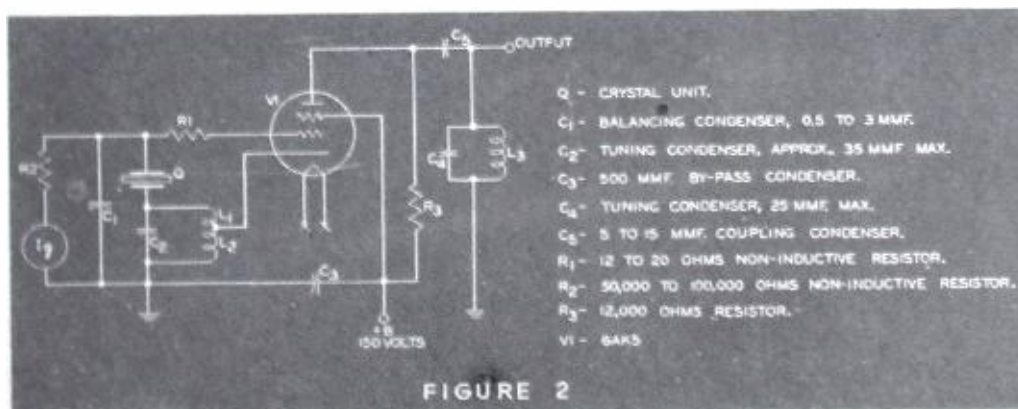 C5
OUTPUT
V1
R1
R2
Q
C1
C2
L1
L2
Ig
C3
R3
C4
L3
+B
150 VOLTS
Q - CRYSTAL UNIT.
C1 - BALANCING CONDENSER, 0.5 TO 3 MMF.
C2 - TUNING CONDENSER, APPROX. 35 MMF MAX.
C3 - 500 MMF. BY-PASS CONDENSER.
C4 - TUNING CONDENSER, 25 MMF. MAX.
C5 - 5 TO 15 MMF. COUPLING CONDENSER.
R1 - 12 TO 20 OHMS NON-INDUCTIVE RESISTOR.
R2 - 50,000 TO 100,000 OHMS NON-INDUCTIVE RESISTOR.
R3 - 12,000 OHMS RESISTOR.
V1 - 6AK5
FIGURE 2